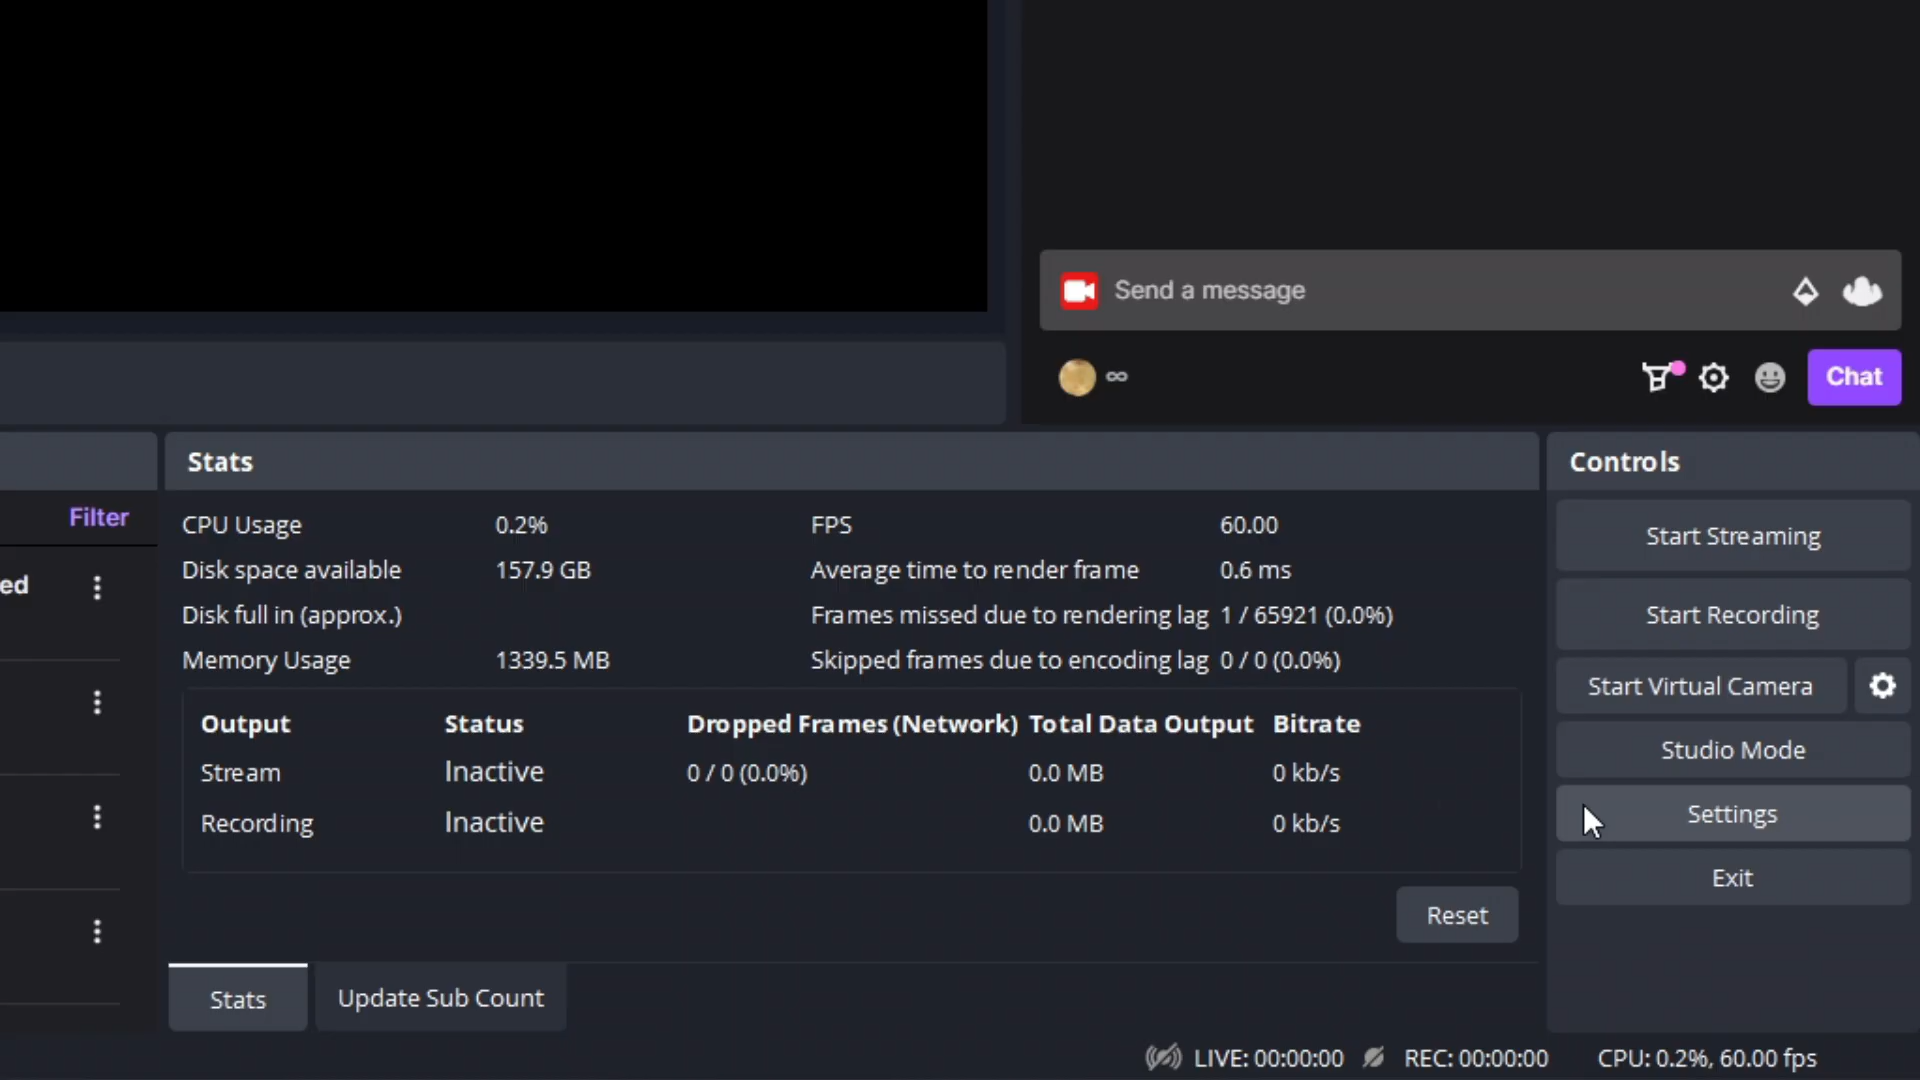 Send a message
Chat
Filter
ed
Stats
CPU Usage 0.2%
Disk space available 157.9 GB
Disk full in (approx.)
Memory Usage 1339.5 MB
FPS 60.00
Average time to render frame 0.6 ms
Frames missed due to rendering lag 1 / 65921 (0.0%)
Skipped frames due to encoding lag 0 / 0 (0.0%)
Output Status Dropped Frames (Network) Total Data Output Bitrate
Stream Inactive 0 / 0 (0.0%) 0.0 MB 0 kb/s
Recording Inactive 0.0 MB 0 kb/s
Reset
Stats Update Sub Count
Controls
Start Streaming
Start Recording
Start Virtual Camera
Studio Mode
Settings
Exit
LIVE: 00:00:00 REC: 00:00:00 CPU: 0.2%, 60.00 fps